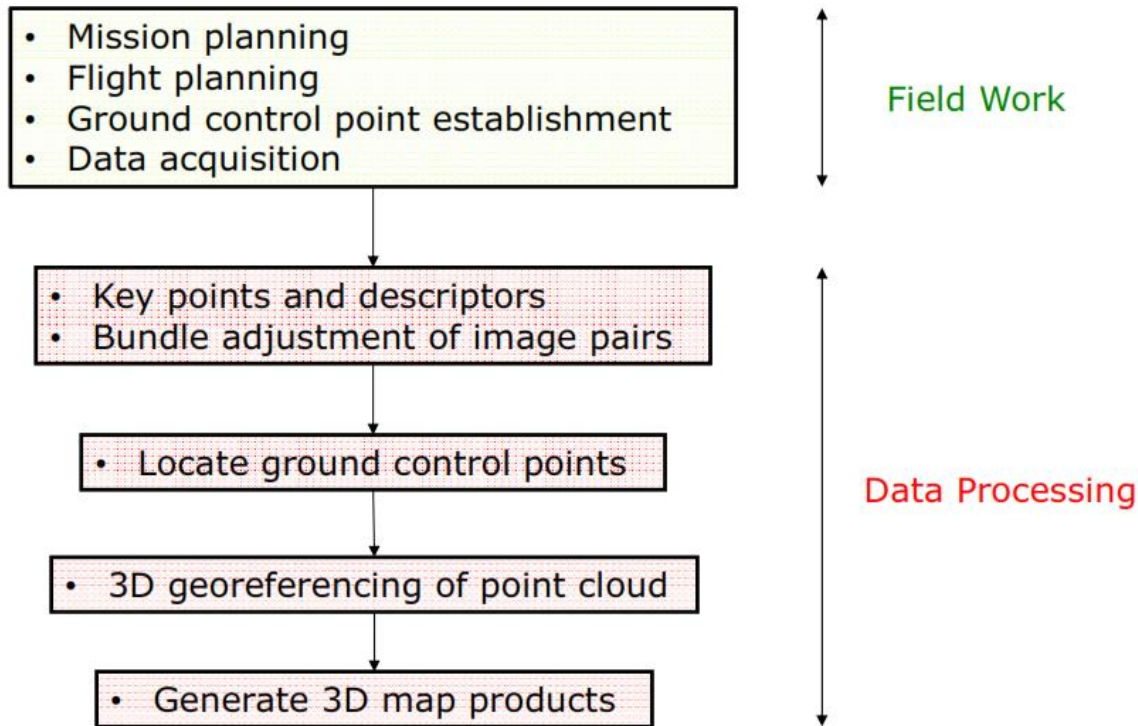 • Mission planning
• Flight planning
• Ground control point establishment
• Data acquisition
Field Work
• Key points and descriptors
• Bundle adjustment of image pairs
• Locate ground control points
Data Processing
• 3D georeferencing of point cloud
• Generate 3D map products